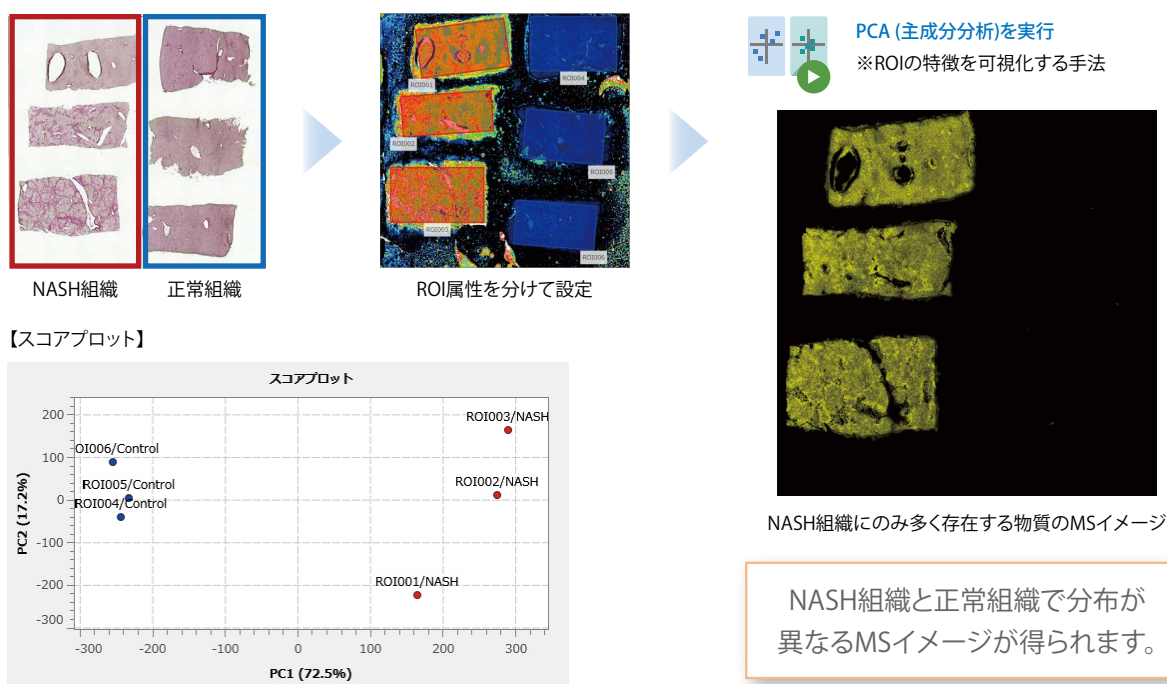 PCA (主成分分析)を実行
※ROIの特徴を可視化する手法
ROI001
ROI002
ROI003
ROI004
ROI005
ROI006
NASH組織
正常組織
ROI属性を分けて設定
【スコアプロット】
スコアプロット
PC2 (17.2%)
200
100
0
-100
-200
-300
ROI003/NASH
OI006/Control
ROI005/Control
ROI002/NASH
ROI004/Control
ROI001/NASH
-300
-200
-100
0
100
200
300
PC1 (72.5%)
NASH組織にのみ多く存在する物質のMSイメージ
NASH組織と正常組織で分布が
異なるMSイメージが得られます。